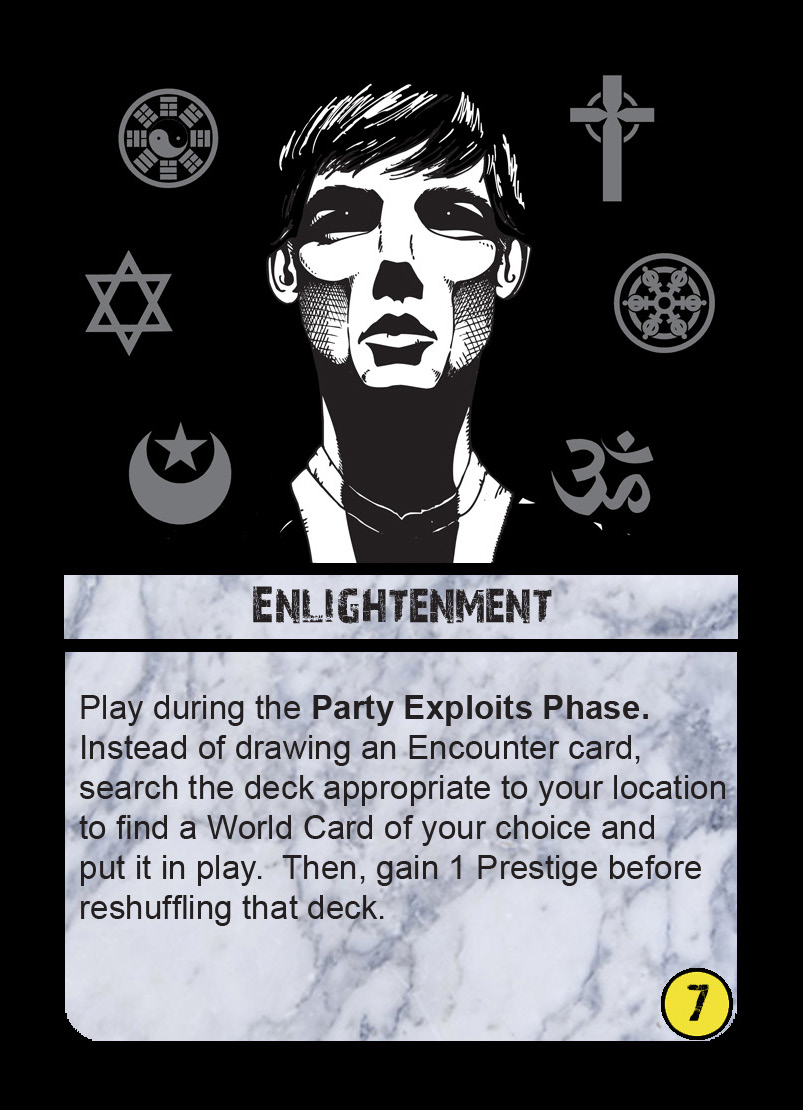 ENLIGHTENMENT
Play during the Party Exploits Phase.
Instead of drawing an Encounter card,
search the deck appropriate to your location
to find a World Card of your choice and
put it in play.  Then, gain 1 Prestige before
reshuffling that deck.
7